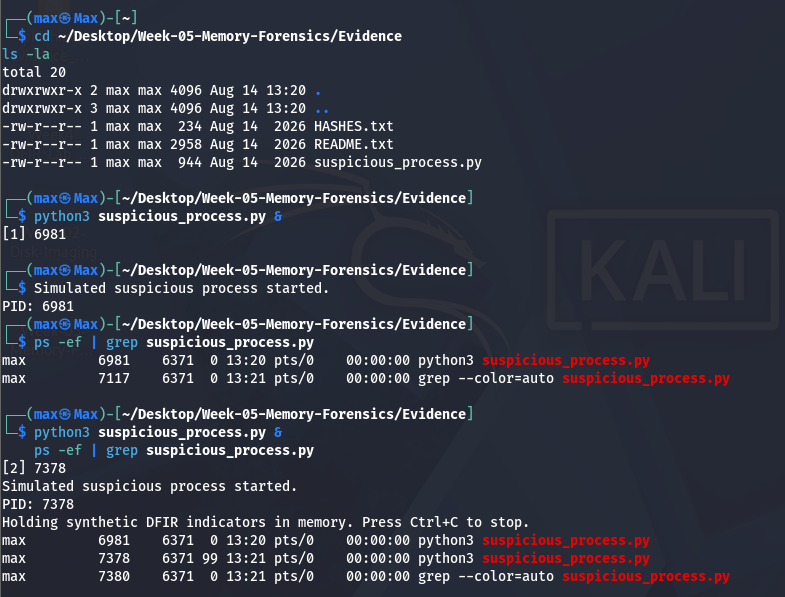 (max㉿Max)-[~]
$ cd ~/Desktop/Week-05-Memory-Forensics/Evidence
ls -la
total 20
drwxrwxr-x 2 max max 4096 Aug 14 13:20 .
drwxrwxr-x 3 max max 4096 Aug 14 13:20 ..
-rw-r--r-- 1 max max  234 Aug 14  2026 HASHES.txt
-rw-r--r-- 1 max max 2958 Aug 14  2026 README.txt
-rw-r--r-- 1 max max  944 Aug 14  2026 suspicious_process.py
(max㉿Max)-[~/Desktop/Week-05-Memory-Forensics/Evidence]
$ python3 suspicious_process.py &
[1] 6981
(max㉿Max)-[~/Desktop/Week-05-Memory-Forensics/Evidence]
$ Simulated suspicious process started.
PID: 6981
(max㉿Max)-[~/Desktop/Week-05-Memory-Forensics/Evidence]
$ ps -ef | grep suspicious_process.py
max         6981    6371  0 13:20 pts/0    00:00:00 python3 suspicious_process.py
max         7117    6371  0 13:21 pts/0    00:00:00 grep --color=auto suspicious_process.py
(max㉿Max)-[~/Desktop/Week-05-Memory-Forensics/Evidence]
$ python3 suspicious_process.py &
ps -ef | grep suspicious_process.py
[2] 7378
Simulated suspicious process started.
PID: 7378
Holding synthetic DFIR indicators in memory. Press Ctrl+C to stop.
max         6981    6371  0 13:20 pts/0    00:00:00 python3 suspicious_process.py
max         7378    6371 99 13:21 pts/0    00:00:00 python3 suspicious_process.py
max         7380    6371  0 13:21 pts/0    00:00:00 grep --color=auto suspicious_process.py
KALI